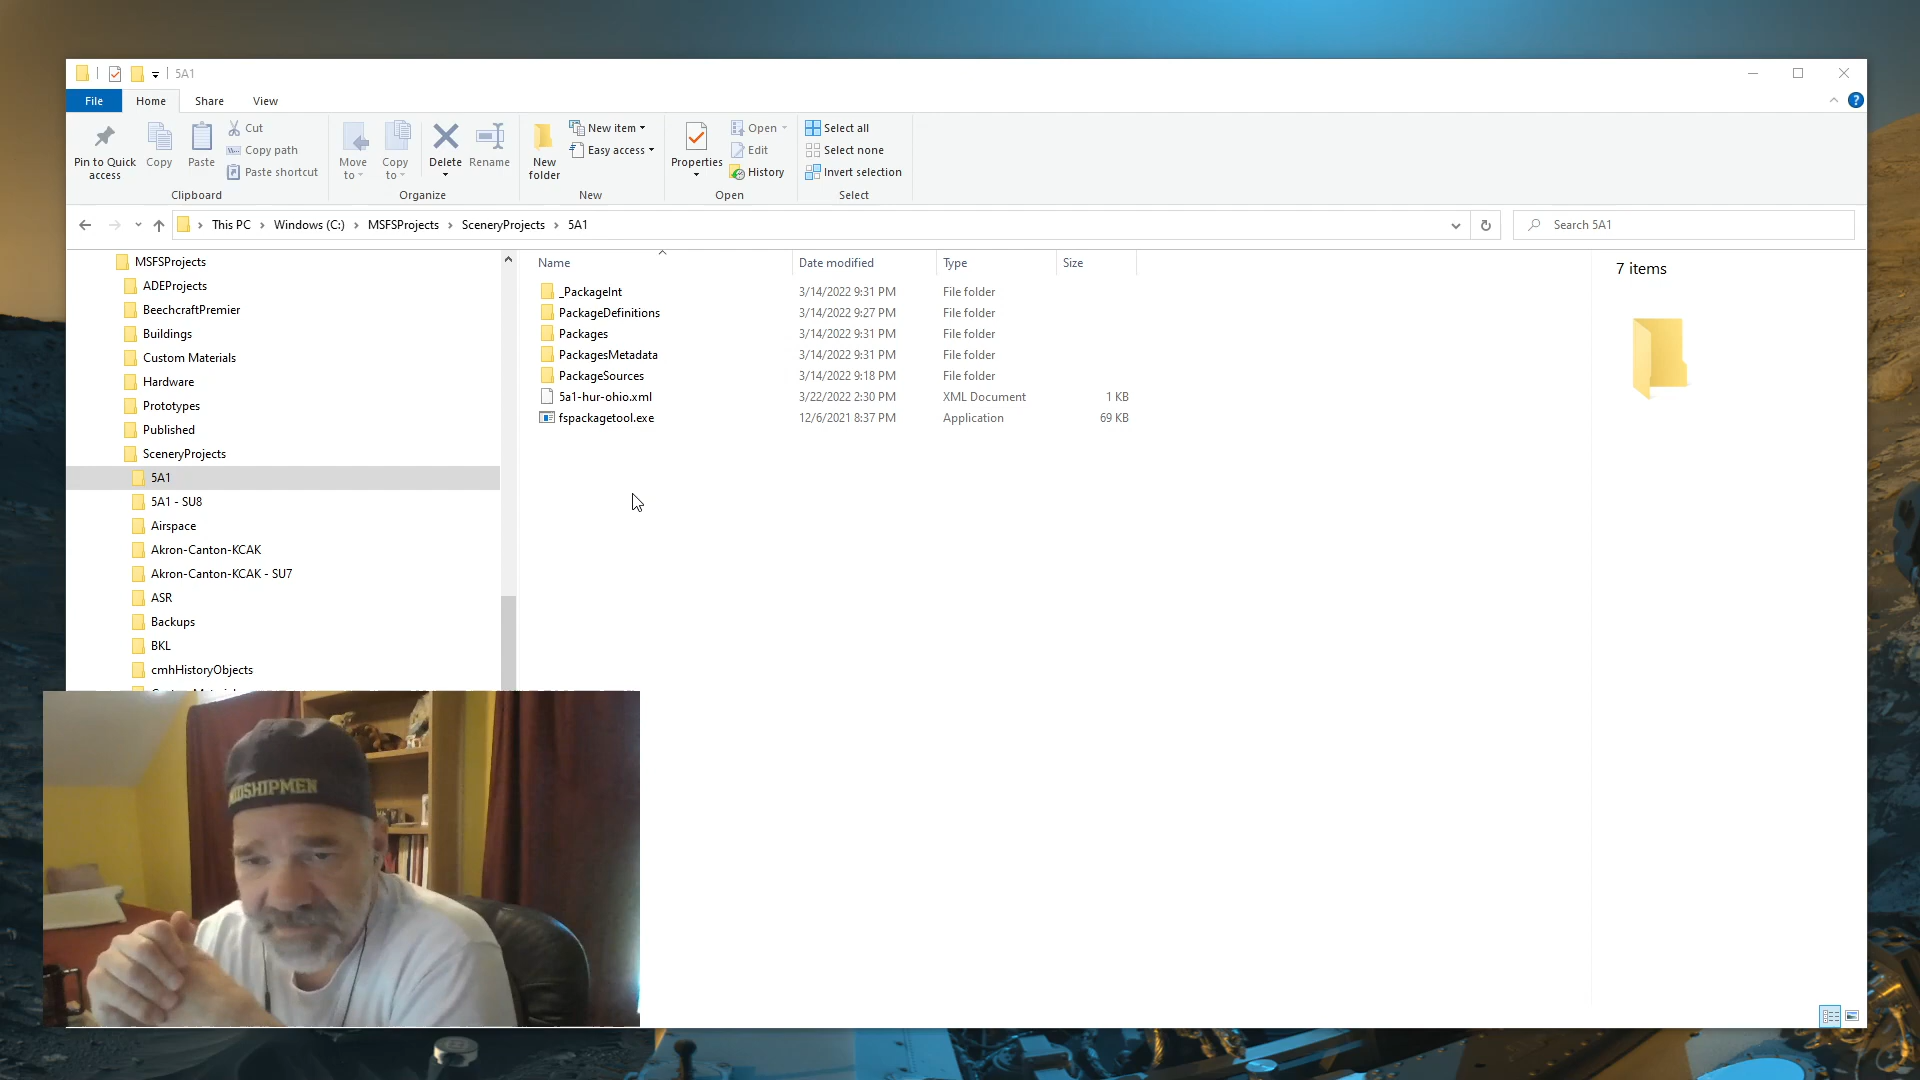 5A1
File Home Share View
Pin to Quick access
Copy
Paste
Cut
Copy path
Paste shortcut
Clipboard
Move to
Copy to
Delete
Rename
Organize
New folder
New item
Easy access
New
Properties
Open
Edit
History
Open
Select all
Select none
Invert selection
Select
This PC > Windows (C:) > MSFSProjects > SceneryProjects > 5A1
Search 5A1
MSFSProjects
ADEProjects
BeechcraftPremier
Buildings
Custom Materials
Hardware
Prototypes
Published
SceneryProjects
5A1
5A1 - SU8
Airspace
Akron-Canton-KCAK
Akron-Canton-KCAK - SU7
ASR
Backups
BKL
cmhHistoryObjects
Name Date modified Type Size
_PackageInt 3/14/2022 9:31 PM File folder
PackageDefinitions 3/14/2022 9:27 PM File folder
Packages 3/14/2022 9:31 PM File folder
PackagesMetadata 3/14/2022 9:31 PM File folder
PackageSources 3/14/2022 9:18 PM File folder
5a1-hur-ohio.xml 3/22/2022 2:30 PM XML Document 1 KB
fspackagetool.exe 12/6/2021 8:37 PM Application 69 KB
7 items